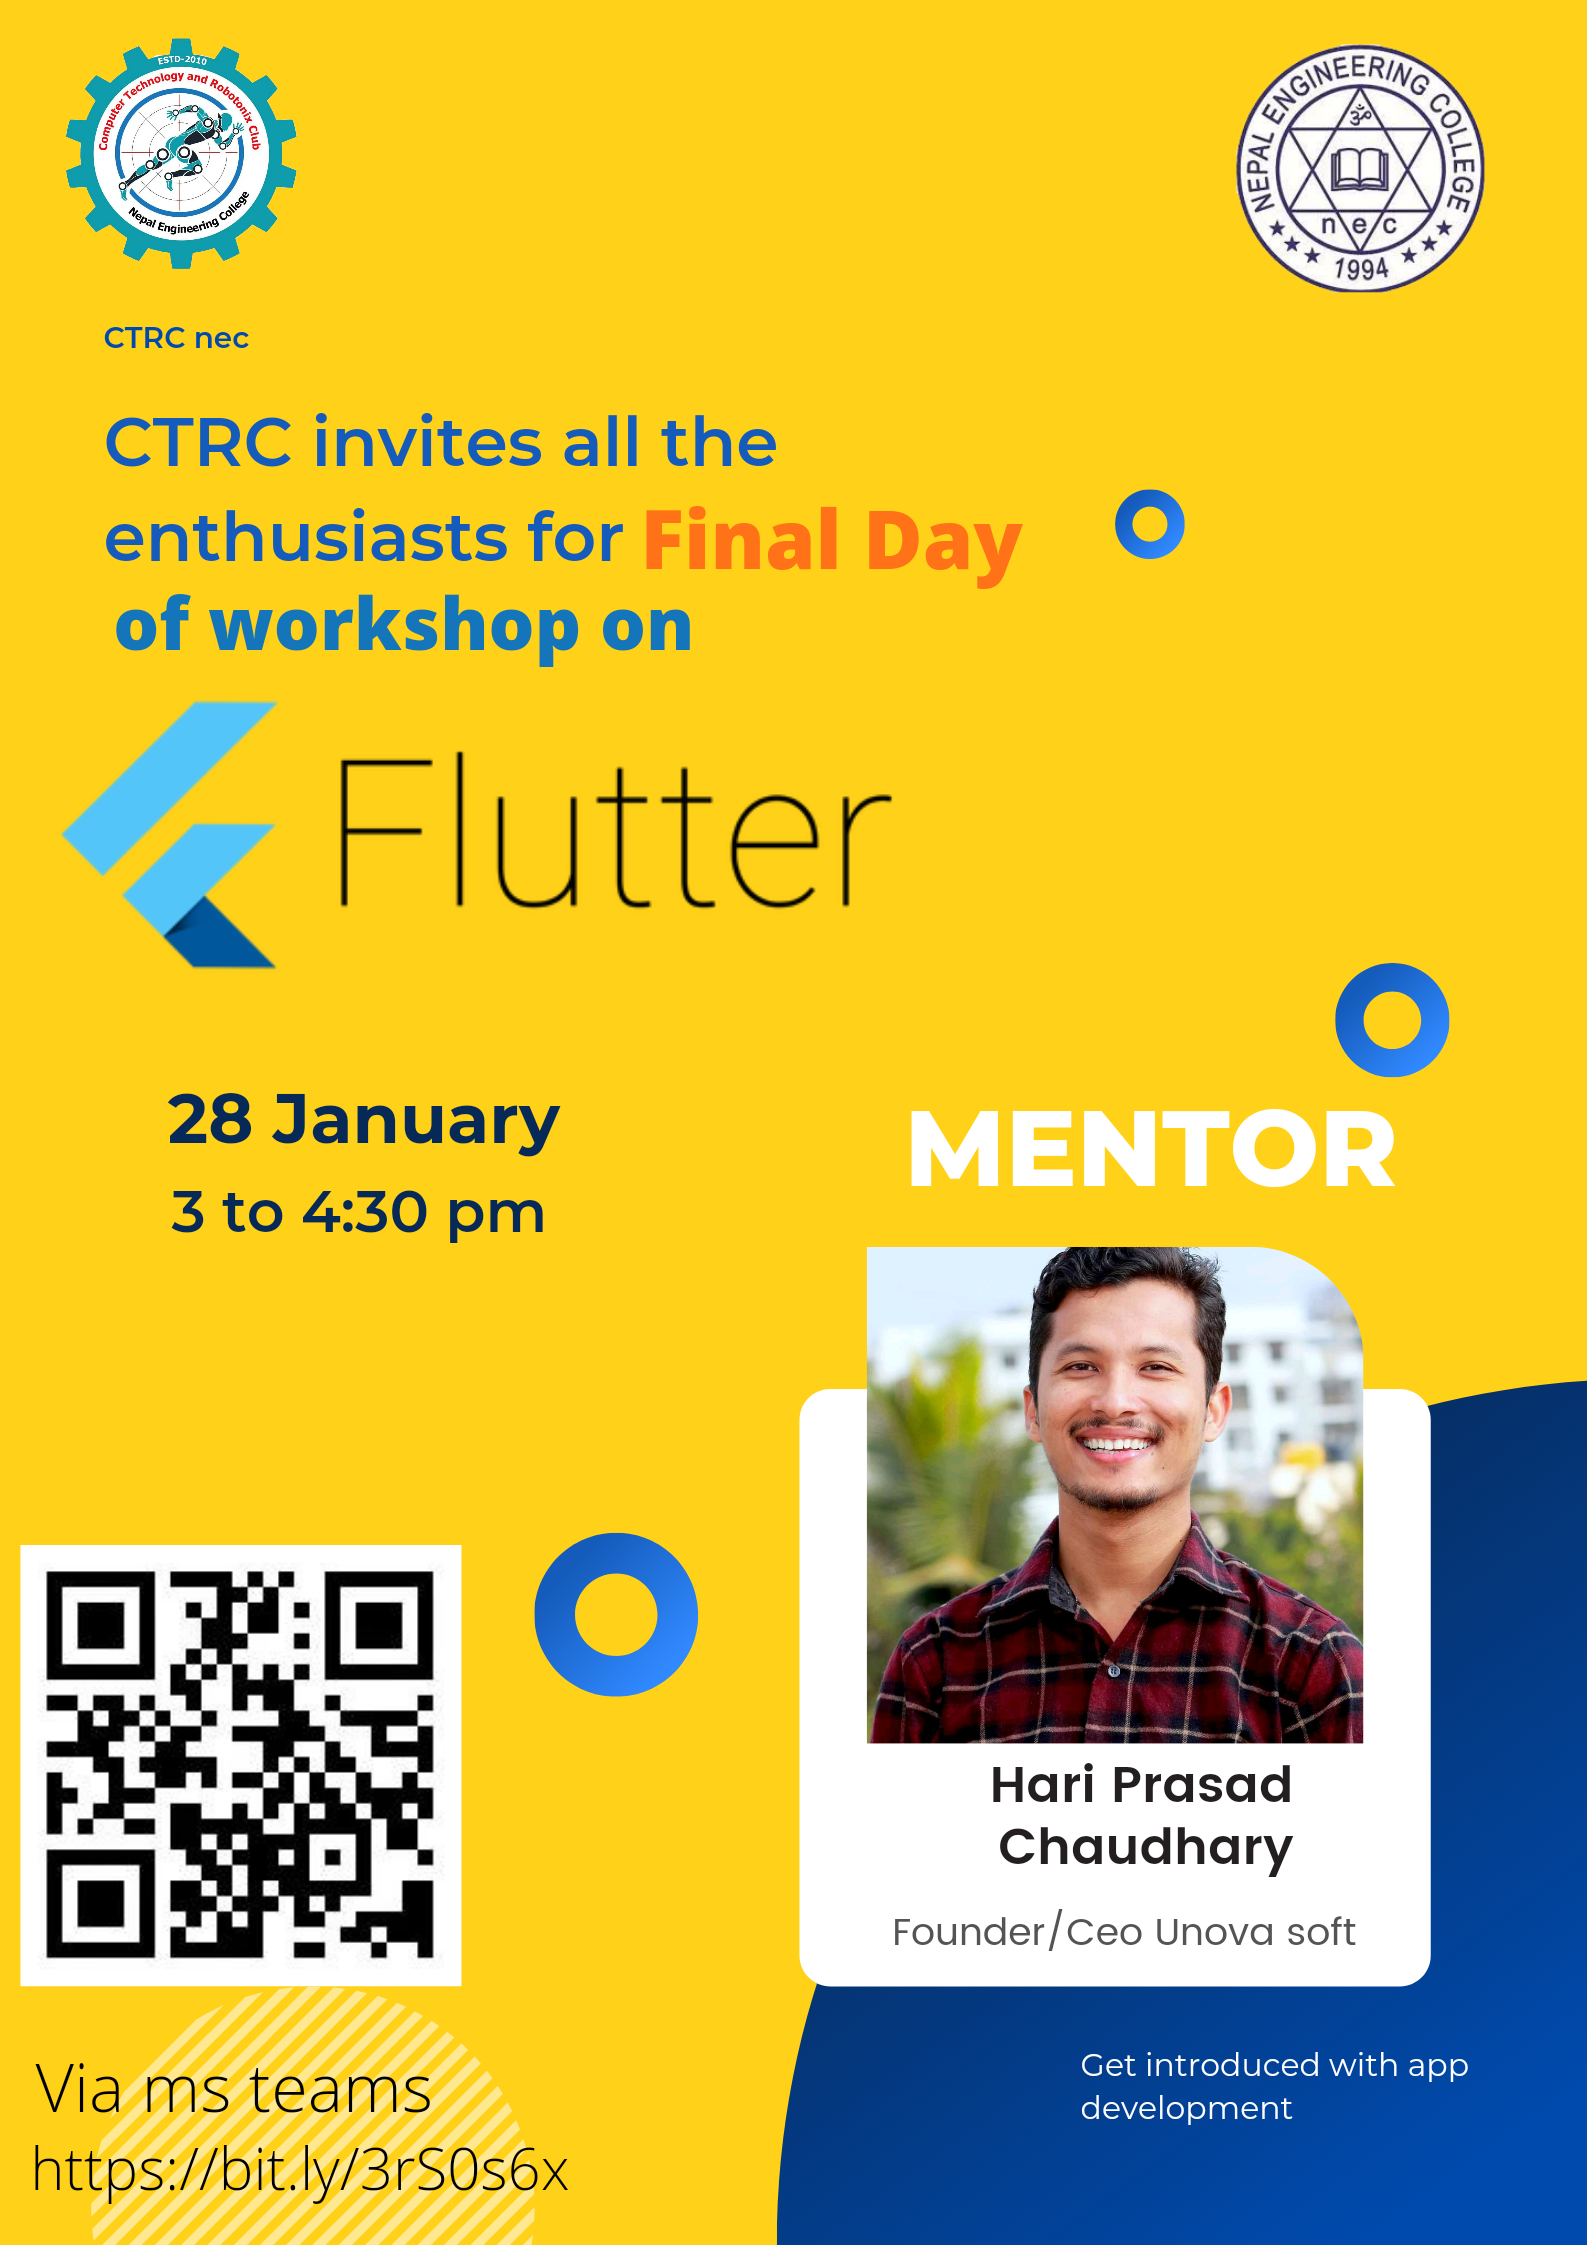 ESTD-2010
Computer Technology and Robotonix Club
Nepal Engineering College
NEPAL ENGINEERING COLLEGE
ॐ
n e c
1994
CTRC nec
CTRC invites all the
enthusiasts for Final Day
of workshop on
Flutter
28 January
3 to 4:30 pm
MENTOR
Hari Prasad
Chaudhary
Founder/Ceo Unova soft
Via ms teams
https://bit.ly/3rS0s6x
Get introduced with app
development